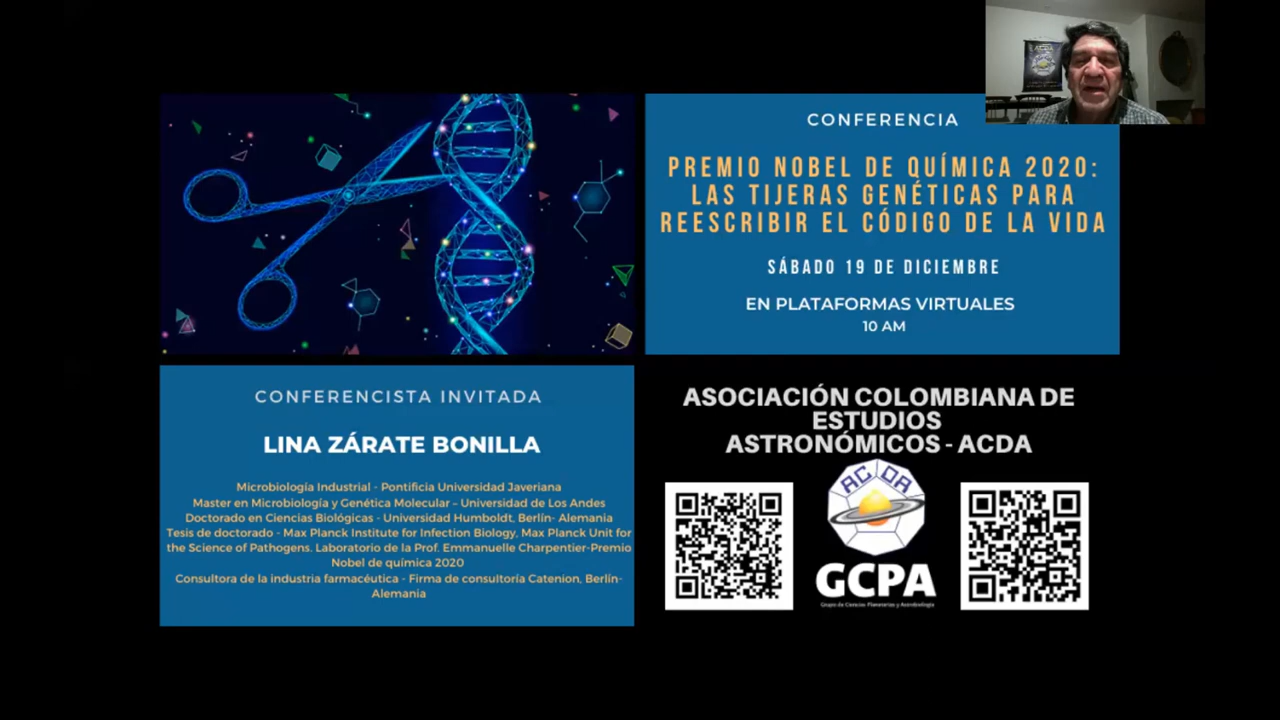 CONFERENCIA
PREMIO NOBEL DE QUÍMICA 2020:
LAS TIJERAS GENÉTICAS PARA
REESCRIBIR EL CÓDIGO DE LA VIDA
SÁBADO 19 DE DICIEMBRE
EN PLATAFORMAS VIRTUALES
10 AM
CONFERENCISTA INVITADA
LINA ZÁRATE BONILLA
Microbiología Industrial - Pontificia Universidad Javeriana
Master en Microbiología y Genética Molecular – Universidad de Los Andes
Doctorado en Ciencias Biológicas - Universidad Humboldt, Berlín- Alemania
Tesis de doctorado - Max Planck Institute for Infection Biology, Max Planck Unit for
the Science of Pathogens. Laboratorio de la Prof. Emmanuelle Charpentier-Premio
Nobel de química 2020
Consultora de la industria farmacéutica - Firma de consultoría Catenion, Berlín-
Alemania
ASOCIACIÓN COLOMBIANA DE
ESTUDIOS
ASTRONÓMICOS - ACDA
ACDA
GCPA
Grupo de Ciencias Planetarias y Astrobiología